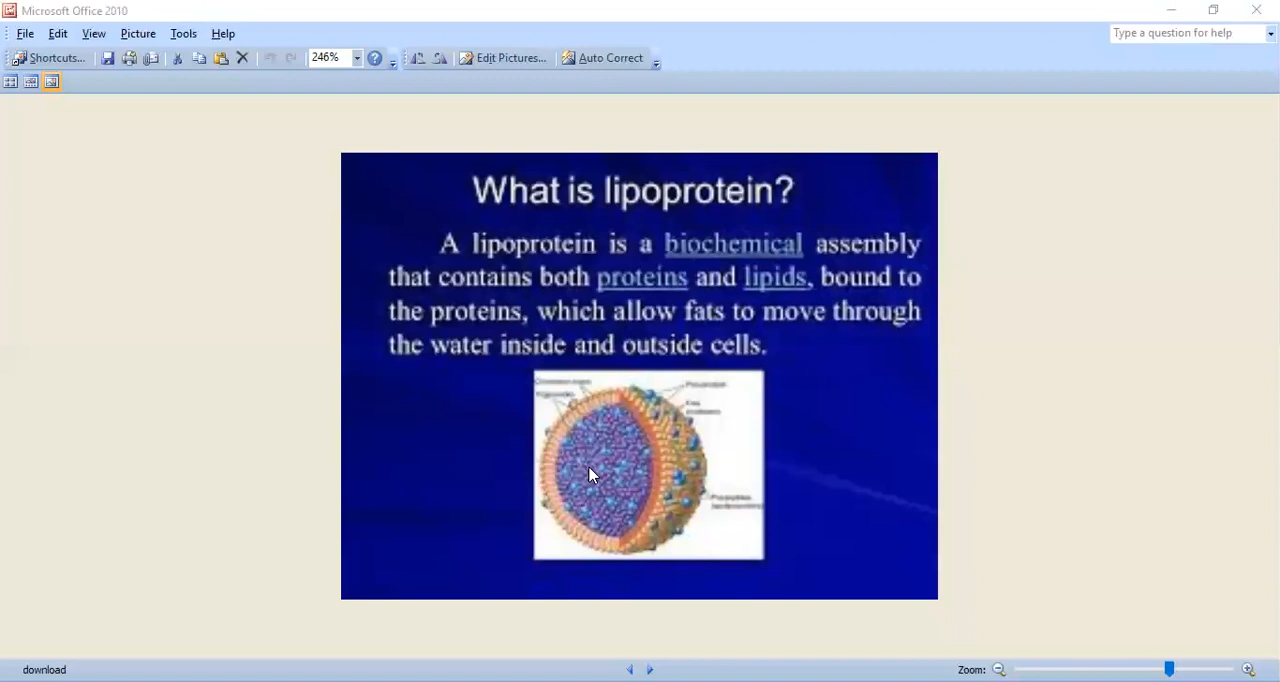 Microsoft Office 2010
File Edit View Picture Tools Help
Type a question for help
Shortcuts... 246% Edit Pictures... Auto Correct
What is lipoprotein?
A lipoprotein is a biochemical assembly
that contains both proteins and lipids, bound to
the proteins, which allow fats to move through
the water inside and outside cells.
download
Zoom: